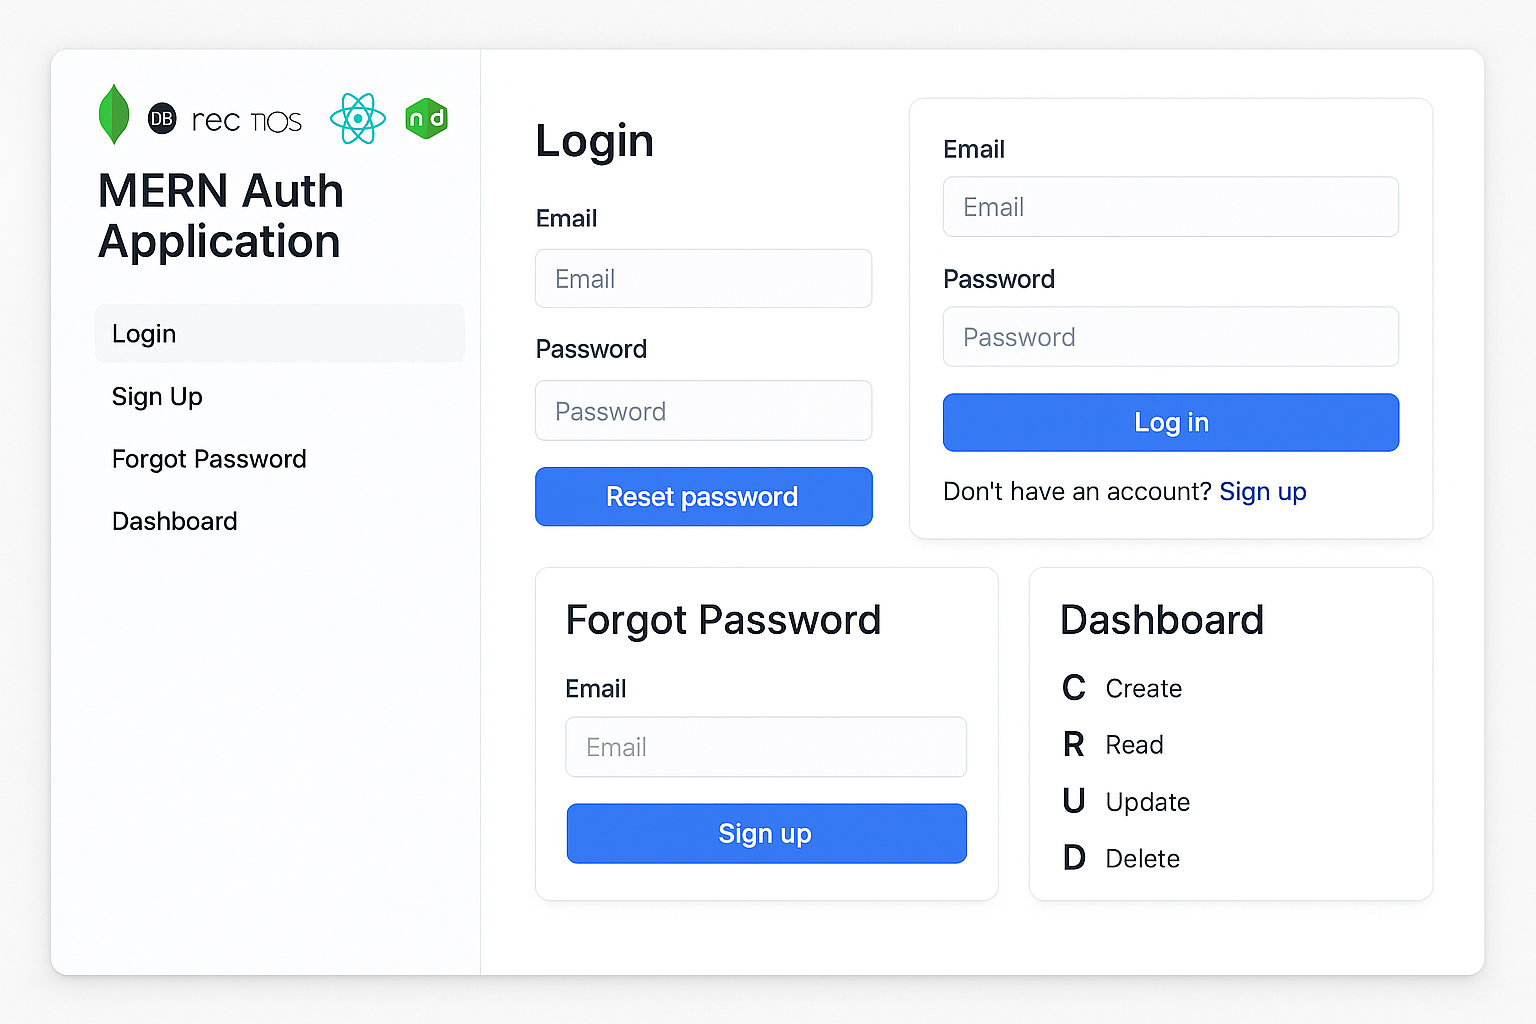 DB rec nos nd
MERN Auth
Application
Login
Sign Up
Forgot Password
Dashboard
Login
Email
Email
Password
Password
Reset password
Email
Email
Password
Password
Log in
Don't have an account? Sign up
Forgot Password
Email
Email
Sign up
Dashboard
C Create
R Read
U Update
D Delete